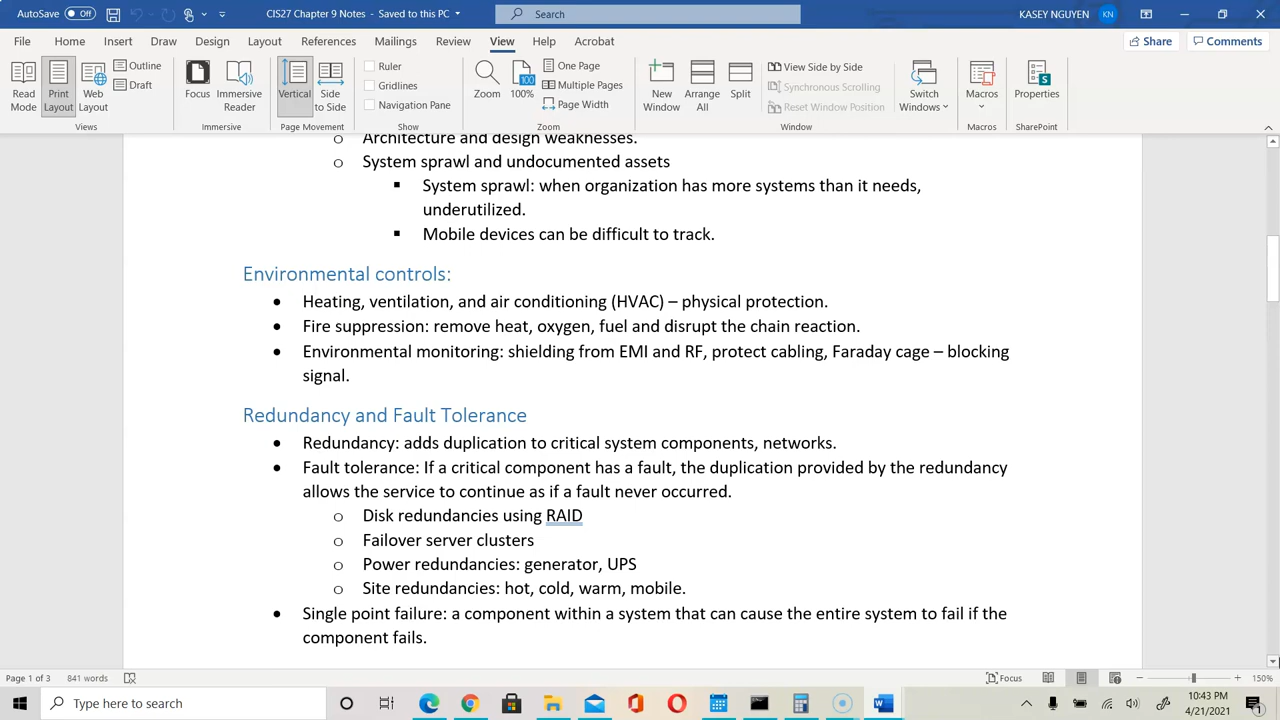 AutoSave Off CIS27 Chapter 9 Notes - Word Search KASEY NGUYEN KN
File Home Insert Draw Design Layout References Mailings Review View Help Acrobat Share Comments
Read Mode Print Layout Web Layout Outline Draft Focus Immersive Reader Vertical Side to Side Ruler Gridlines Navigation Pane Zoom 100 100% One Page Multiple Pages Page Width New Window Arrange All Split View Side by Side Synchronous Scrolling Reset Window Position Switch Windows Macros Properties
Views Immersive Page Movement Show Zoom Window Macros SharePoint
o Architecture and design weaknesses.
o System sprawl and undocumented assets
▪ System sprawl: when organization has more systems than it needs,
underutilized.
▪ Mobile devices can be difficult to track.
Environmental controls:
• Heating, ventilation, and air conditioning (HVAC) – physical protection.
• Fire suppression: remove heat, oxygen, fuel and disrupt the chain reaction.
• Environmental monitoring: shielding from EMI and RF, protect cabling, Faraday cage – blocking
signal.
Redundancy and Fault Tolerance
• Redundancy: adds duplication to critical system components, networks.
• Fault tolerance: If a critical component has a fault, the duplication provided by the redundancy
allows the service to continue as if a fault never occurred.
o Disk redundancies using RAID
o Failover server clusters
o Power redundancies: generator, UPS
o Site redundancies: hot, cold, warm, mobile.
• Single point failure: a component within a system that can cause the entire system to fail if the
component fails.
Page 1 of 3 841 words Focus 150%
Type here to search 10:43 PM
4/21/2021